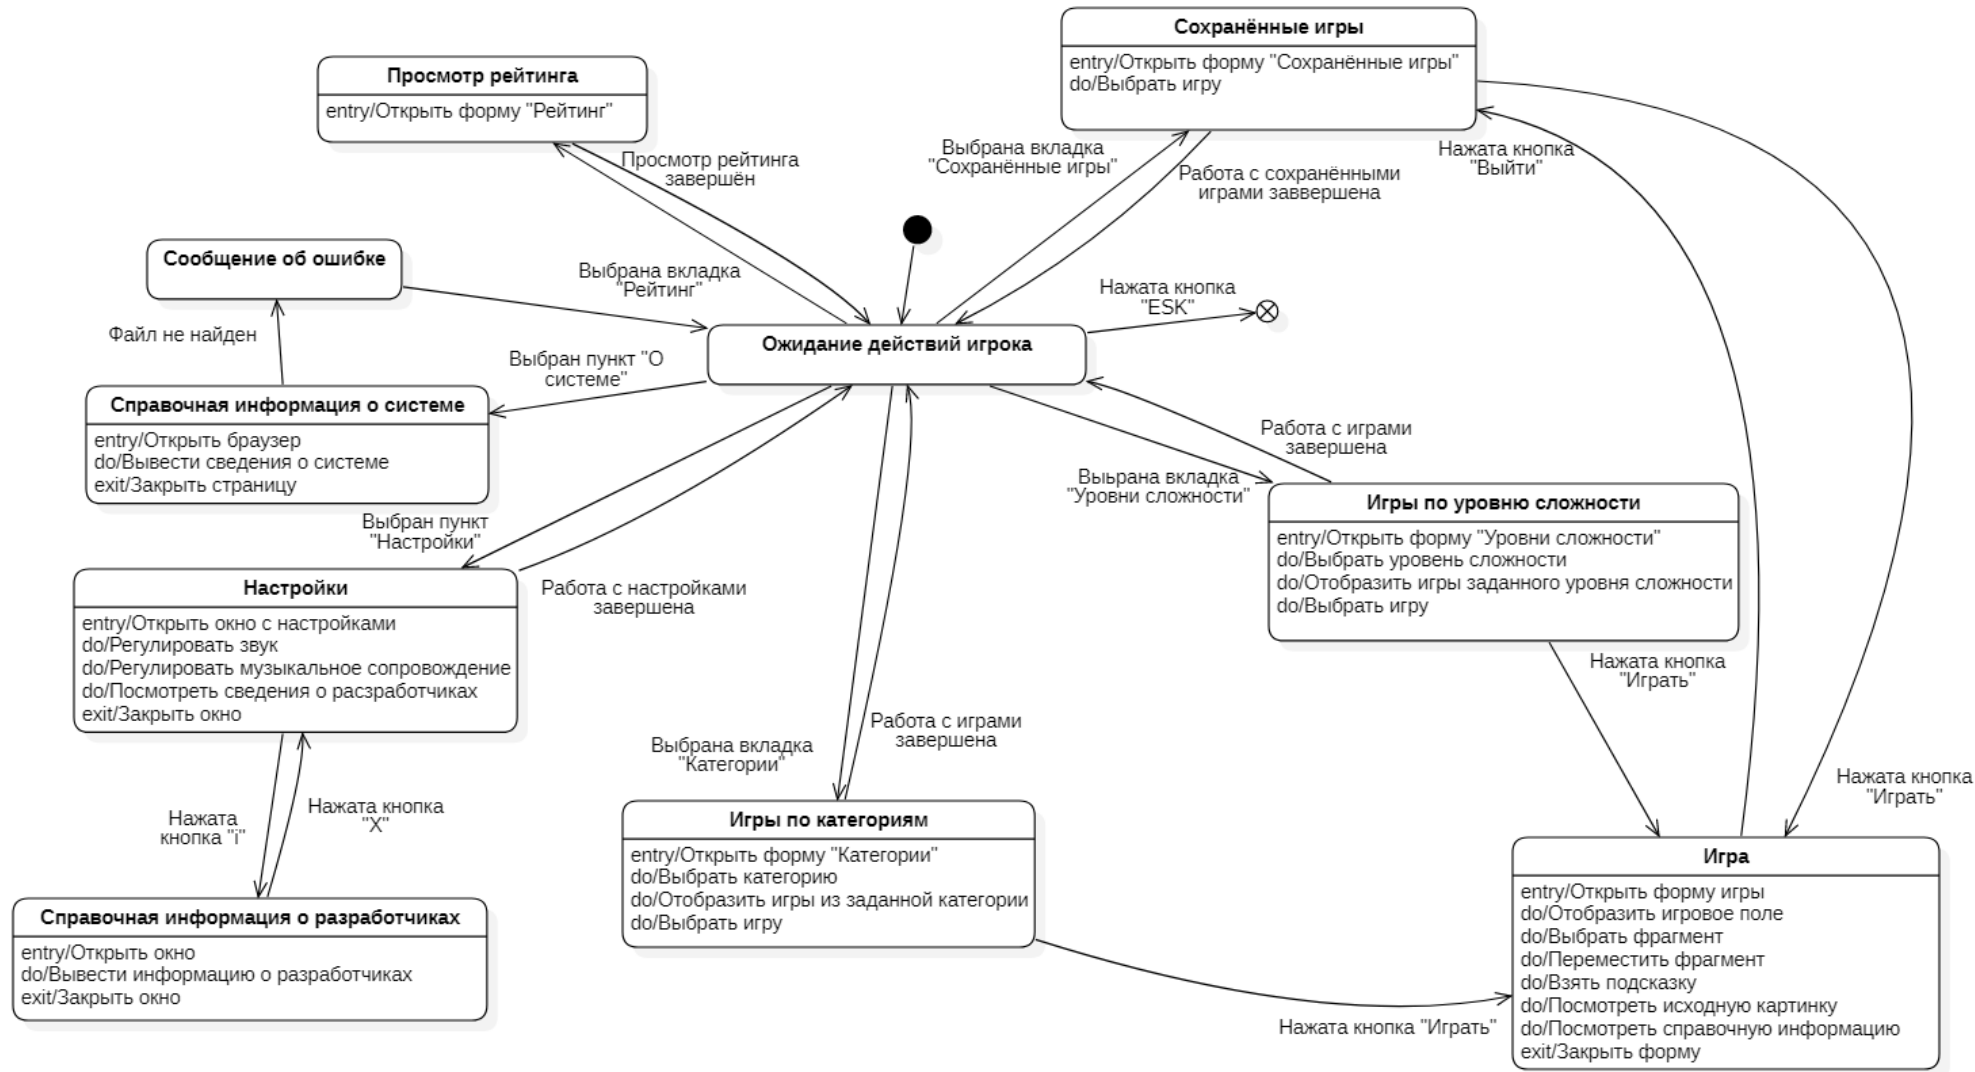 Сохранённые игры
entry/Открыть форму "Сохранённые игры"
do/Выбрать игру
Просмотр рейтинга
entry/Открыть форму "Рейтинг"
Просмотр рейтинга
завершён
Выбрана вкладка
"Сохранённые игры"
Работа с сохранёнными
играми заввершена
Нажата кнопка
"Выйти"
Сообщение об ошибке
Выбрана вкладка
"Рейтинг"
Нажата кнопка
"ESK"
Файл не найден
Ожидание действий игрока
Выбран пункт "О
системе"
Справочная информация о системе
entry/Открыть браузер
do/Вывести сведения о системе
exit/Закрыть страницу
Работа с играми
завершена
Выьрана вкладка
"Уровни сложности"
Игры по уровню сложности
entry/Открыть форму "Уровни сложности"
do/Выбрать уровень сложности
do/Отобразить игры заданного уровня сложности
do/Выбрать игру
Выбран пункт
"Настройки"
Работа с настройками
завершена
Настройки
entry/Открыть окно с настройками
do/Регулировать звук
do/Регулировать музыкальное сопровождение
do/Посмотреть сведения о расзработчиках
exit/Закрыть окно
Нажата кнопка
"Играть"
Выбрана вкладка
"Категории"
Работа с играми
завершена
Нажата кнопка
"Играть"
Нажата
кнопка "i"
Нажата кнопка
"X"
Игры по категориям
entry/Открыть форму "Категории"
do/Выбрать категорию
do/Отобразить игры из заданной категории
do/Выбрать игру
Справочная информация о разработчиках
entry/Открыть окно
do/Вывести информацию о разработчиках
exit/Закрыть окно
Игра
entry/Открыть форму игры
do/Отобразить игровое поле
do/Выбрать фрагмент
do/Переместить фрагмент
do/Взять подсказку
do/Посмотреть исходную картинку
do/Посмотреть справочную информацию
exit/Закрыть форму
Нажата кнопка "Играть"